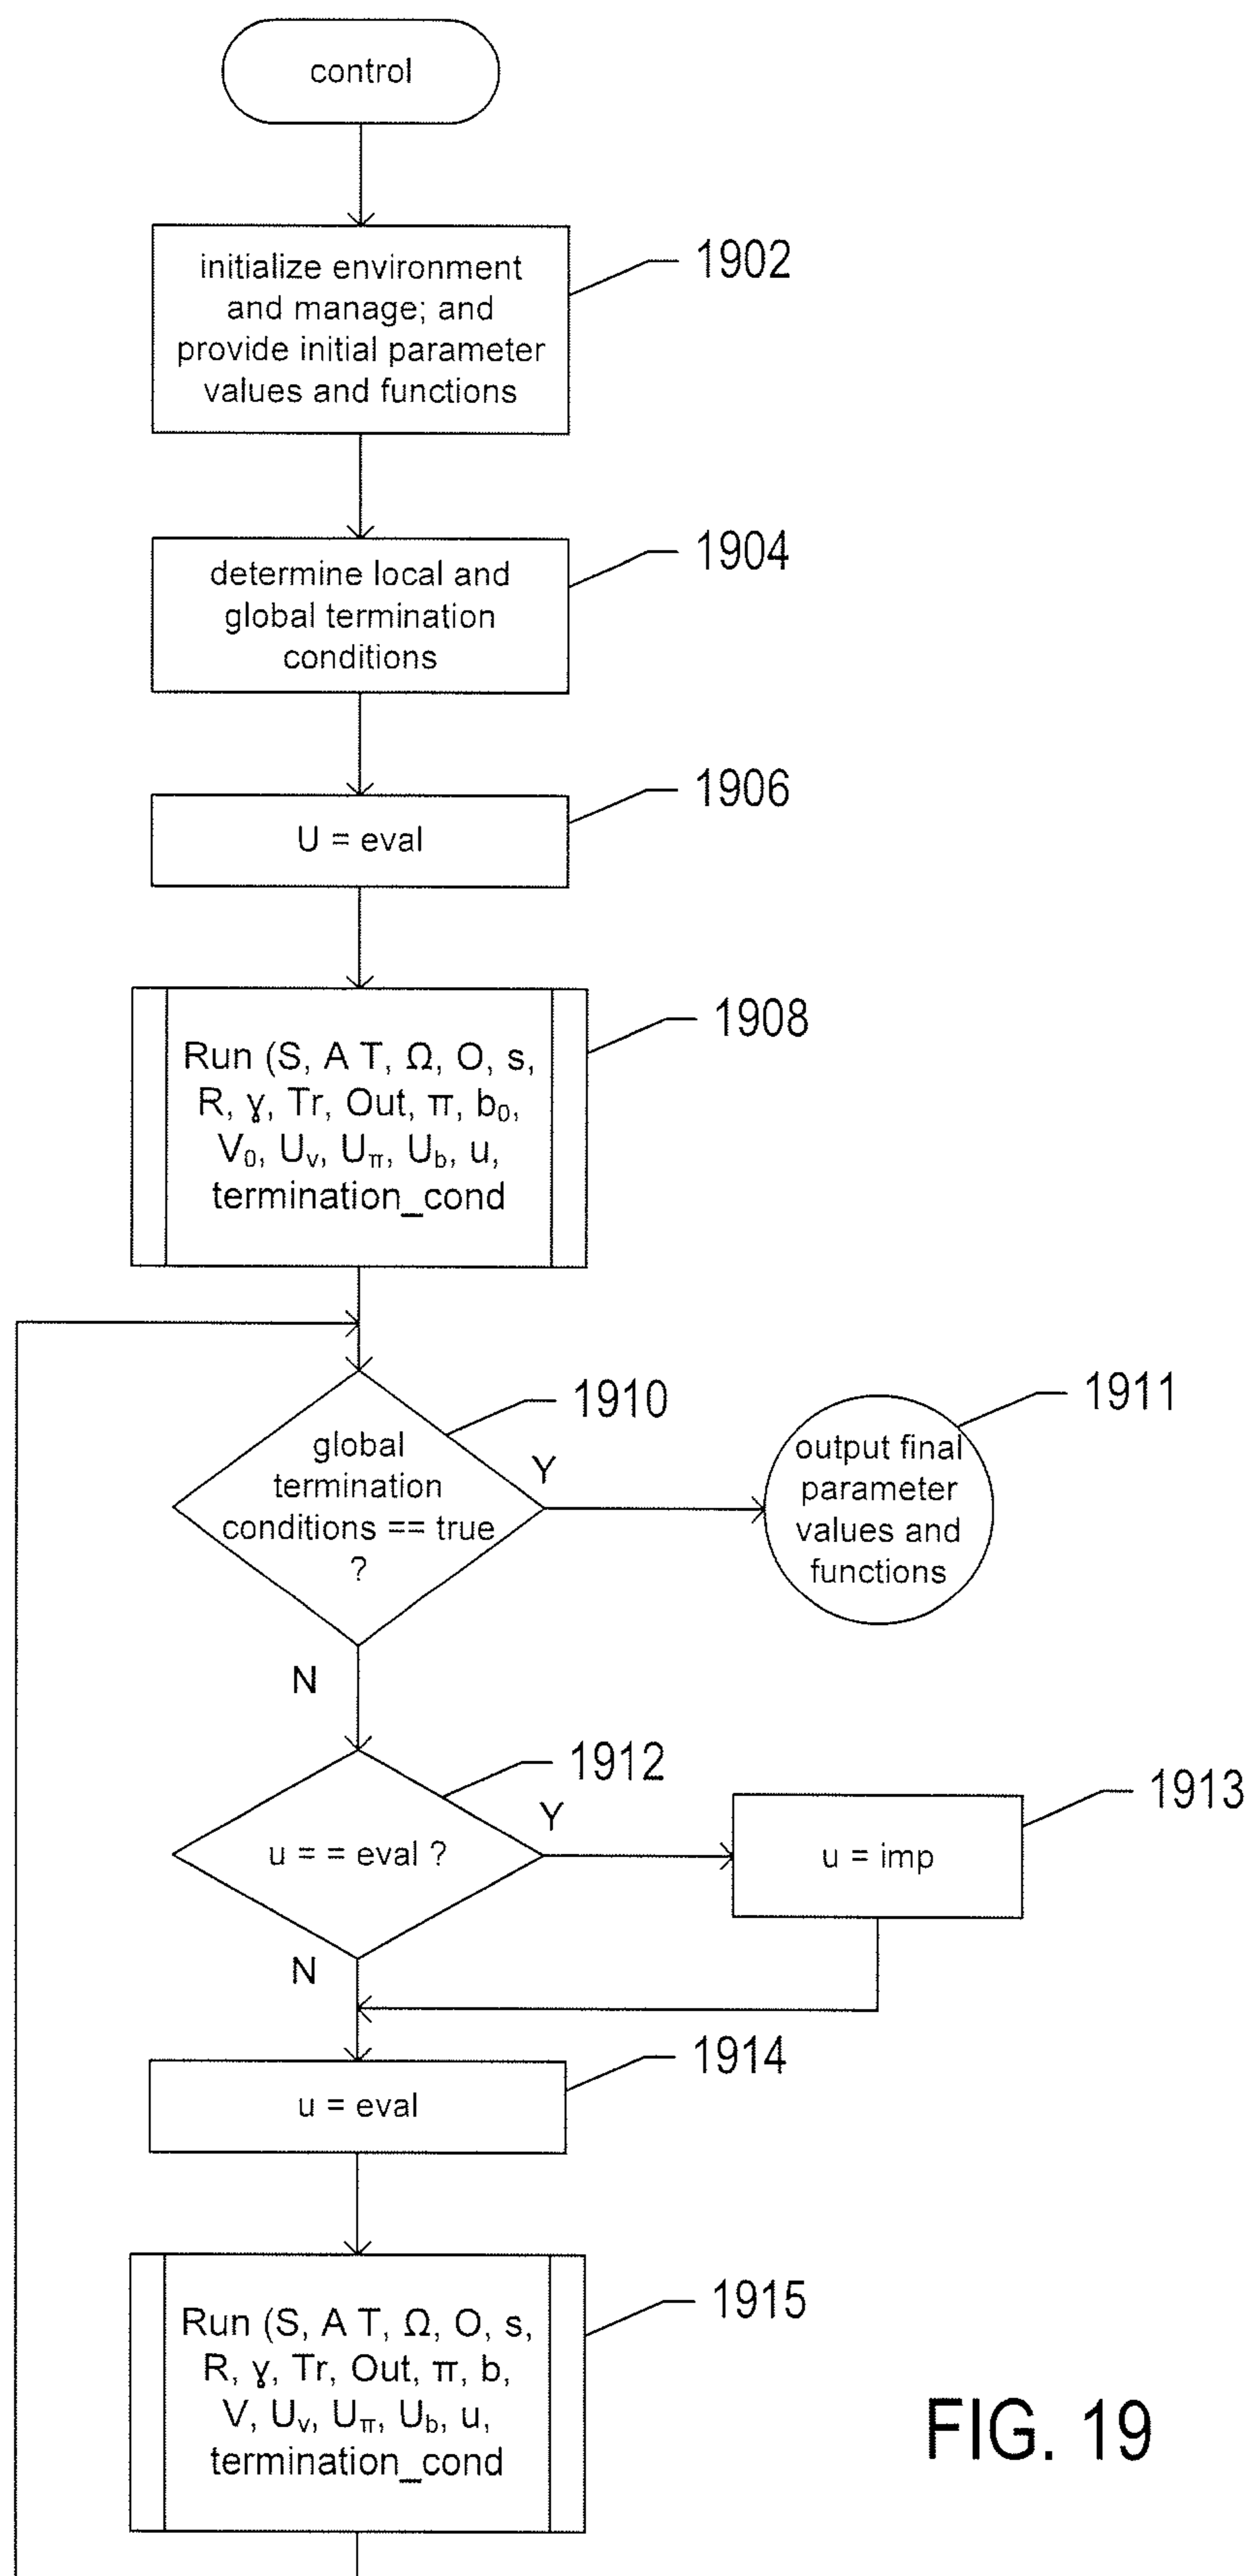 control
initialize environment
and manage; and
provide initial parameter
values and functions
1902
determine local and
global termination
conditions
1904
U = eval
1906
Run (S, A T, Ω, O, s,
R, γ, Tr, Out, π, b₀,
V₀, Uᵥ, U_π, U_b, u,
termination_cond
1908
global
termination
conditions == true
?
1910
Y
output final
parameter
values and
functions
1911
N
u = = eval ?
1912
Y
u = imp
1913
N
u = eval
1914
Run (S, A T, Ω, O, s,
R, γ, Tr, Out, π, b,
V, Uᵥ, U_π, U_b, u,
termination_cond
1915
FIG. 19